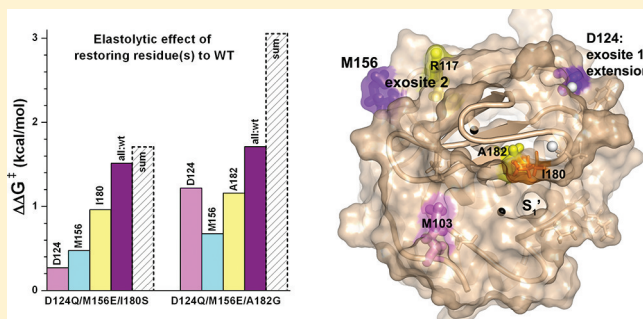 Elastolytic effect of
restoring residue(s) to WT
ΔΔG‡ (kcal/mol)
3
2
1
0
D124
M156
I180
all:wt
sum
D124
M156
A182
all:wt
sum
D124Q/M156E/I180S
D124Q/M156E/A182G
M156
exosite 2
R117
D124:
exosite 1
extension
A182
I180
S1’
M103